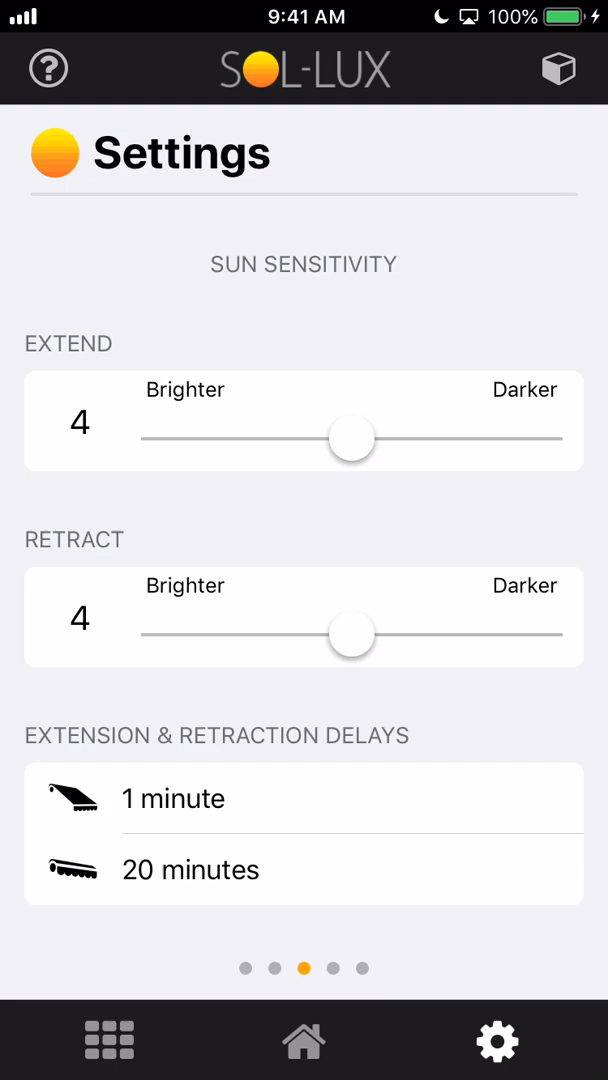 9:41 AM 100%
?
SOL-LUX
Settings
SUN SENSITIVITY
EXTEND
Brighter Darker
4
RETRACT
Brighter Darker
4
EXTENSION & RETRACTION DELAYS
1 minute
20 minutes